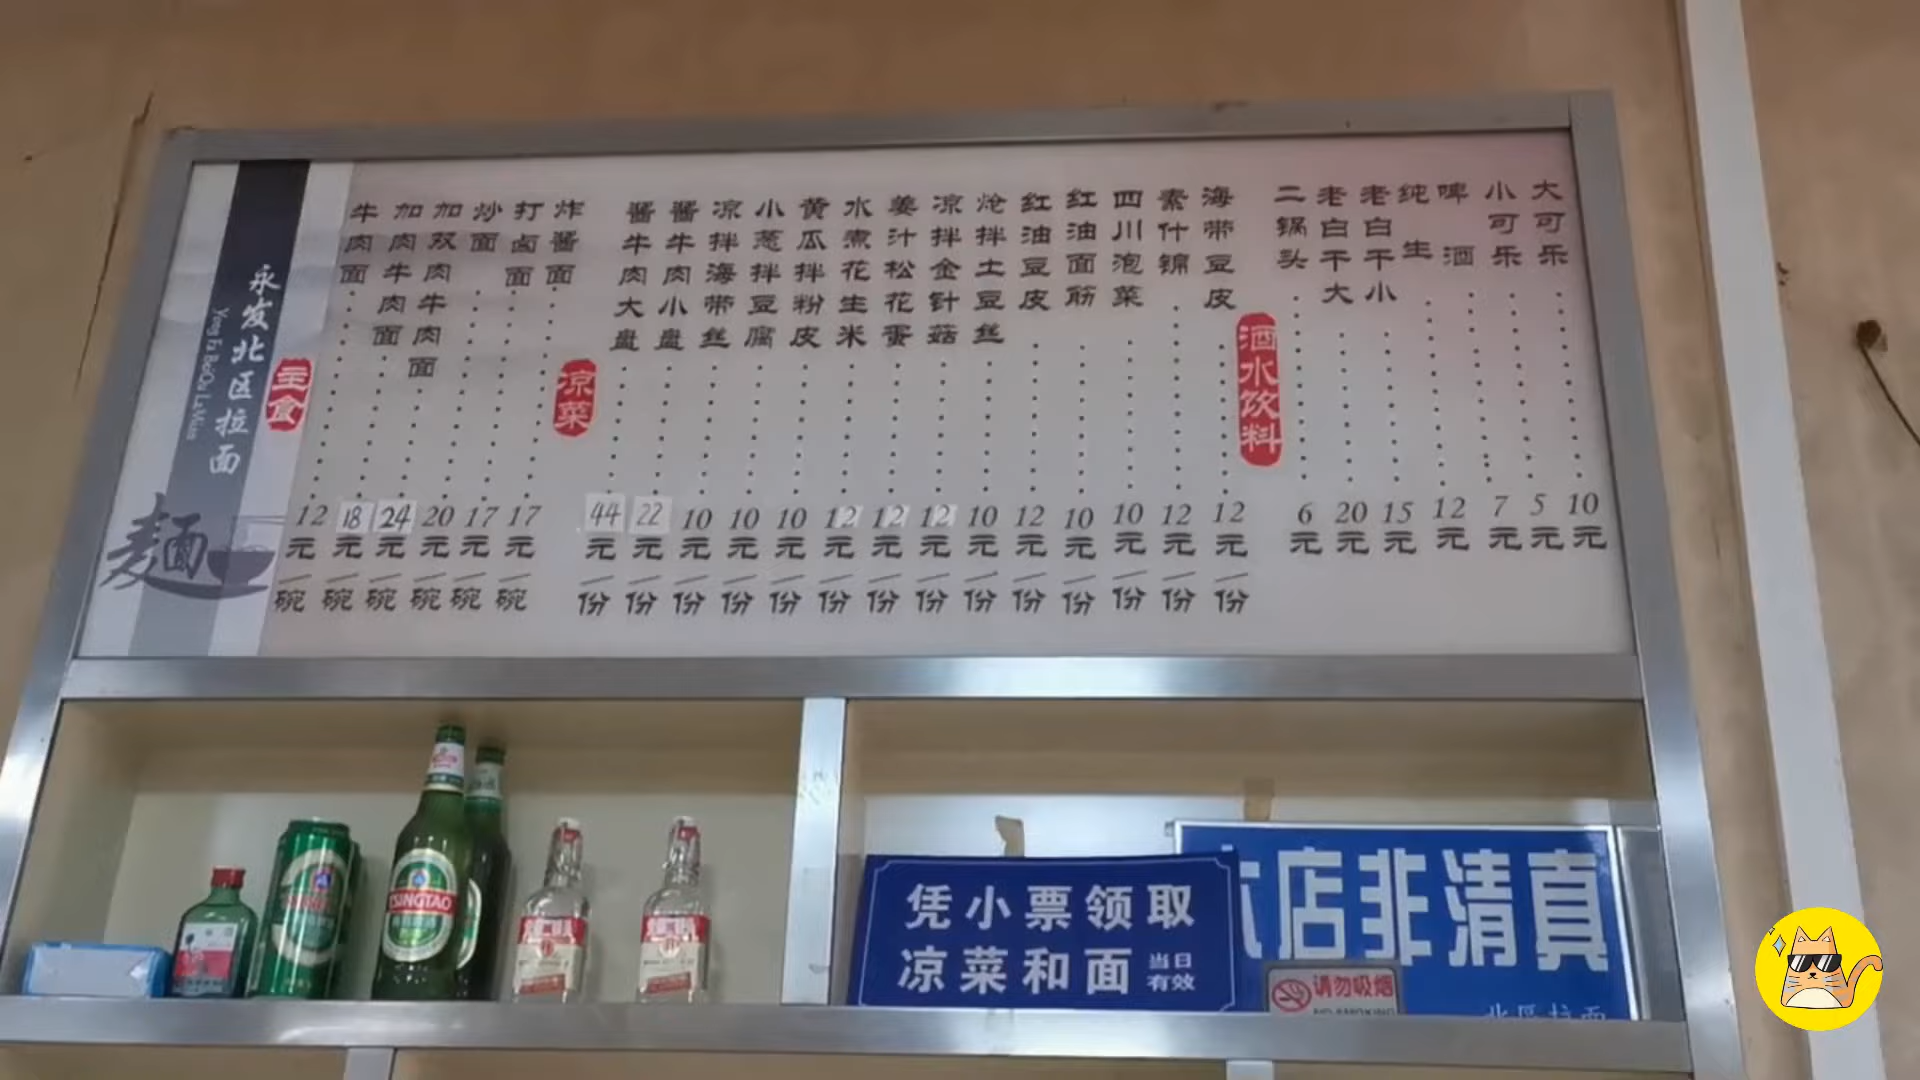 永发北区拉面
Yong Fa Bei Qu La Mian
麺
主食
牛肉面 12元/碗
加肉牛肉面 18元/碗
加双肉牛肉面 24元/碗
炒面 20元/碗
打卤面 17元/碗
炸酱面 17元/碗
凉菜
酱牛肉大盘 44元/份
酱牛肉小盘 22元/份
凉拌海带丝 10元/份
小葱拌豆腐 10元/份
黄瓜拌粉皮 10元/份
水煮花生米 12元/份
姜汁松花蛋 12元/份
凉拌金针菇 12元/份
炝拌土豆丝 10元/份
红油豆皮 12元/份
红油面筋 10元/份
四川泡菜 10元/份
素什锦 12元/份
海带豆皮 12元/份
酒水饮料
二锅头 6元
老白干大 20元
老白干小 15元
纯生 12元
啤酒 7元
小可乐 5元
大可乐 10元
TSINGTAO
凭小票领取
凉菜和面 当日有效
本店非清真
请勿吸烟
NO SMOKING
北區拉面